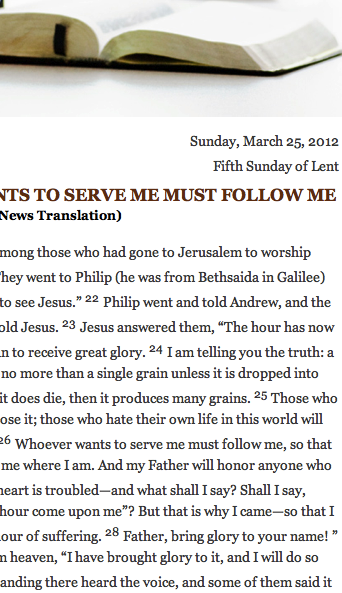 Sunday, March 25, 2012
Fifth Sunday of Lent
NTS TO SERVE ME MUST FOLLOW ME
News Translation)
mong those who had gone to Jerusalem to worship
They went to Philip (he was from Bethsaida in Galilee)
to see Jesus.” 22 Philip went and told Andrew, and the
old Jesus. 23 Jesus answered them, “The hour has now
n to receive great glory. 24 I am telling you the truth: a
no more than a single grain unless it is dropped into
it does die, then it produces many grains. 25 Those who
ose it; those who hate their own life in this world will
26 Whoever wants to serve me must follow me, so that
me where I am. And my Father will honor anyone who
heart is troubled—and what shall I say? Shall I say,
hour come upon me”? But that is why I came—so that I
our of suffering. 28 Father, bring glory to your name! ”
m heaven, “I have brought glory to it, and I will do so
anding there heard the voice, and some of them said it